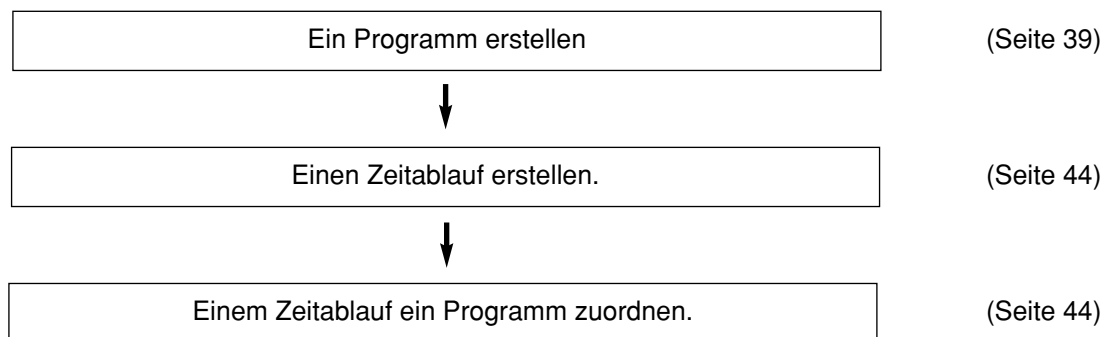 Ein Programm erstellen (Seite 39)
Einen Zeitablauf erstellen. (Seite 44)
Einem Zeitablauf ein Programm zuordnen. (Seite 44)